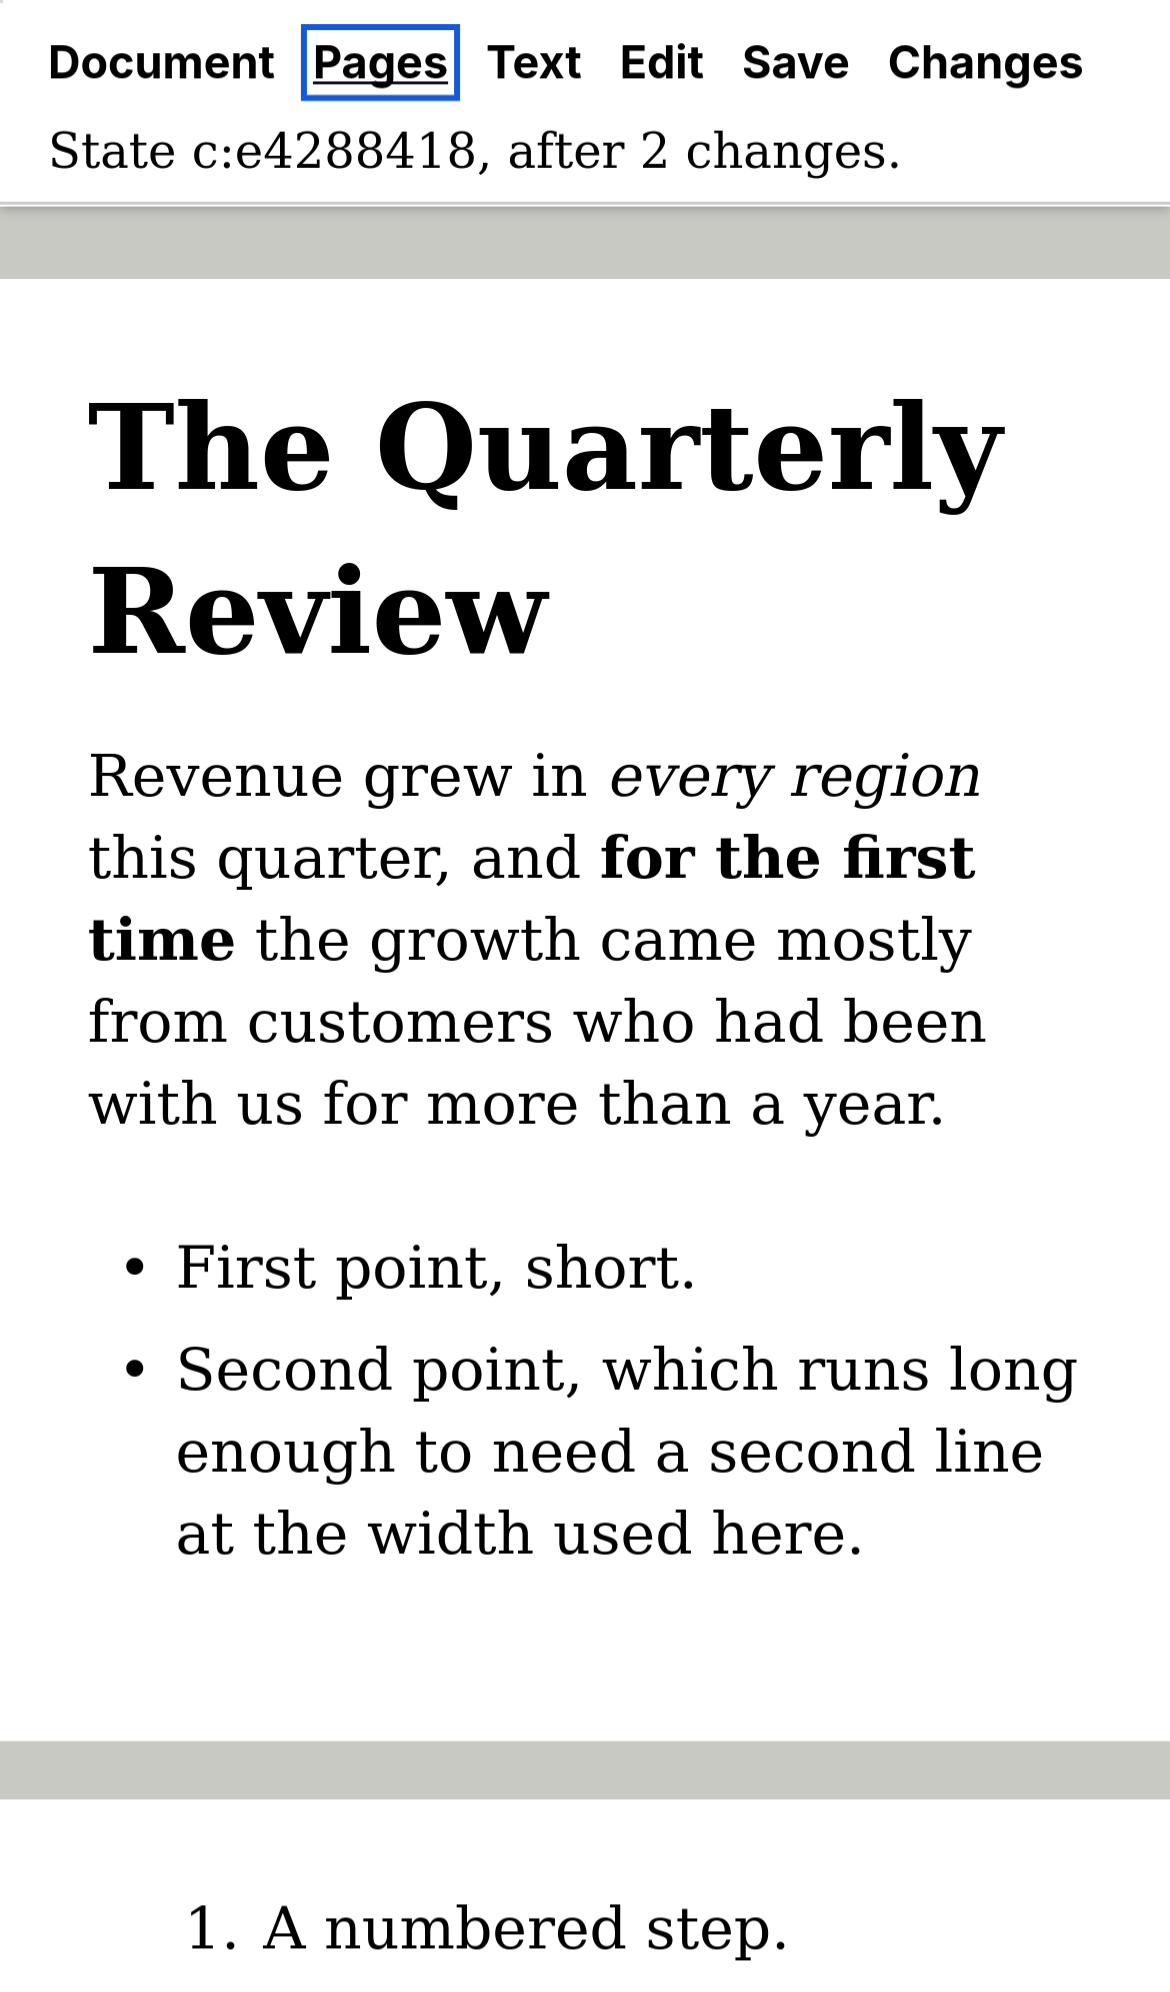 Document Pages Text Edit Save Changes
State c:e4288418, after 2 changes.
The Quarterly
Review
Revenue grew in every region
this quarter, and for the first
time the growth came mostly
from customers who had been
with us for more than a year.
• First point, short.
• Second point, which runs long
enough to need a second line
at the width used here.
1. A numbered step.